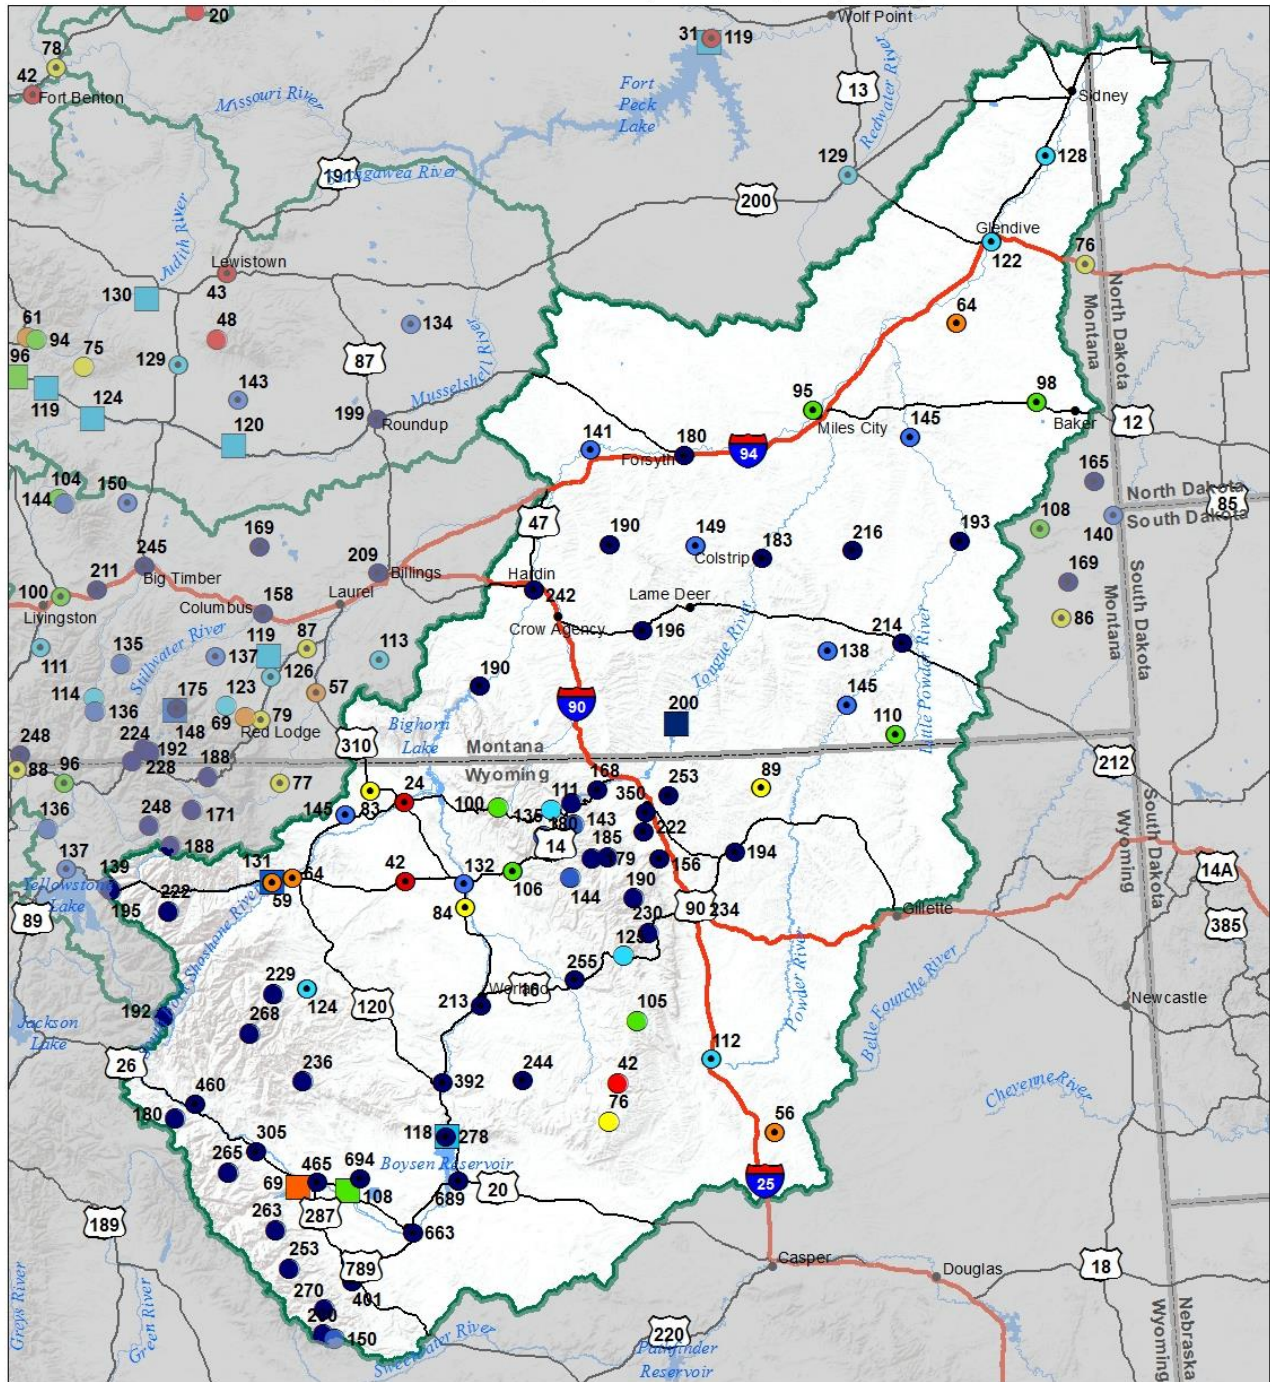 20
Wolf Point
31
119
78
42
Fort Benton
Missouri River
Fort
Peck
Lake
13
Redwater River
Sidney
128
129
191
200
Judith River
Lewistown
43
130
Glendive
122
76
North Dakota
Montana
61
94
48
134
64
96
75
129
87
Musselshell River
119
124
143
120
199
Roundup
95
Miles City
98
Baker
12
145
141
180
Forsyth
94
165
North Dakota
South Dakota
85
104
144
150
47
108
140
169
190
149
Colstrip
183
216
193
245
Big Timber
209
Billings
Hardin
242
169
86
211
100
Livingston
Columbus
158
Laurel
Lame Deer
Crow Agency
196
214
South Dakota
Montana
Stillwater River
119
87
113
135
137
111
126
190
Tongue River
138
Little Powder River
114
136
175
148
123
69
79
57
Red Lodge
90
200
145
110
Bighorn
Lake
310
Montana
Wyoming
224
192
228
188
248
88
96
77
212
83
24
168
253
89
145
100
135
111
350
180
143
222
136
248
171
188
14
185
179
156
194
South Dakota
Wyoming
14A
137
139
131
64
59
42
132
106
144
190
Yellowstone
Lake
195
222
84
230
90
234
Gillette
385
89
125
255
229
124
120
213
Worland
16
Powder River
Belle Fourche River
Newcastle
192
268
105
Jackson
Lake
26
236
392
244
42
112
Cheyenne River
460
180
76
56
305
118
278
265
465
694
Boysen Reservoir
69
108
689
20
25
287
263
663
189
253
789
Casper
18
Douglas
270
401
150
220
Greys River
Green River
Sweetwater River
Pathfinder
Reservoir
Nebraska
Wyoming